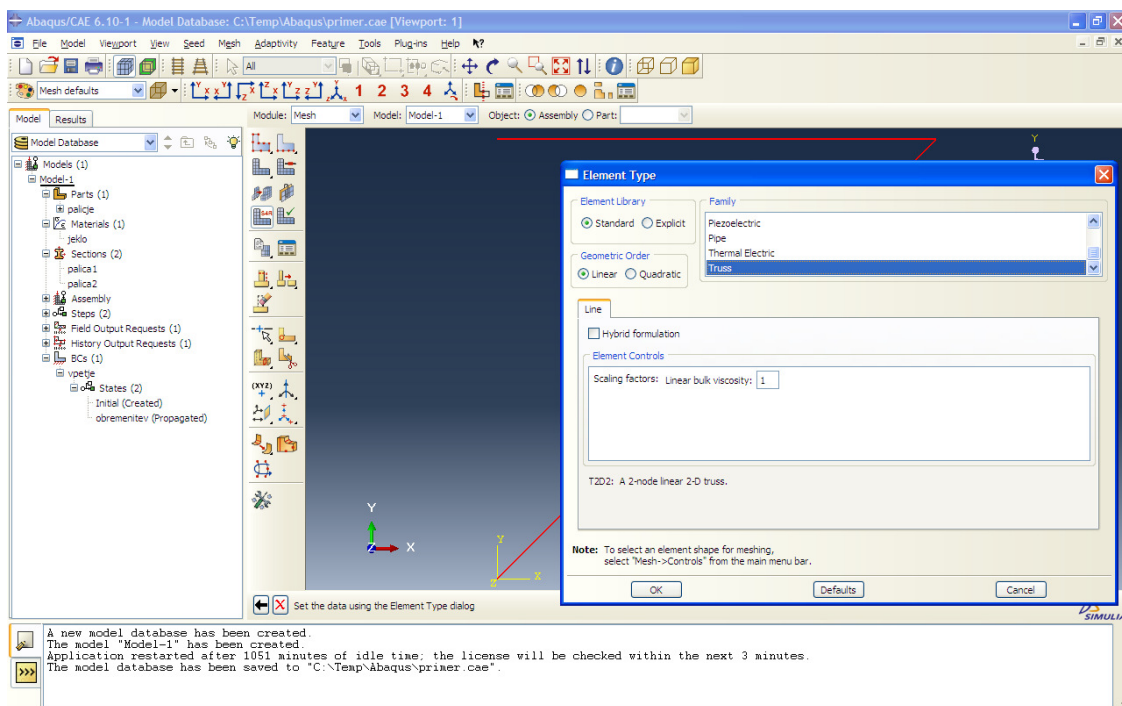 Abaqus/CAE 6.10-1 - Model Database: C:\Temp\Abaqus\primer.cae [Viewport: 1]
File Model Viewport View Seed Mesh Adaptivity Feature Tools Plug-ins Help
All
Mesh defaults
1 2 3 4
Model Results
Module: Mesh Model: Model-1 Object: Assembly Part:
Model Database
Models (1)
Model-1
Parts (1)
palicje
Materials (1)
jeklo
Sections (2)
palica1
palica2
Assembly
Steps (2)
Field Output Requests (1)
History Output Requests (1)
BCs (1)
vpetje
States (2)
Initial (Created)
obremenitev (Propagated)
(XYZ)
Y
X
Z
Y
X
Z
Y
Element Type
Element Library
Standard Explicit
Geometric Order
Linear Quadratic
Family
Piezoelectric
Pipe
Thermal Electric
Truss
Line
Hybrid formulation
Element Controls
Scaling factors: Linear bulk viscosity: 1
T2D2: A 2-node linear 2-D truss.
Note: To select an element shape for meshing,
select "Mesh->Controls" from the main menu bar.
OK Defaults Cancel
Set the data using the Element Type dialog
SIMULIA
A new model database has been created.
The model "Model-1" has been created.
Application restarted after 1051 minutes of idle time; the license will be checked within the next 3 minutes.
The model database has been saved to "C:\Temp\Abaqus\primer.cae".
>>>